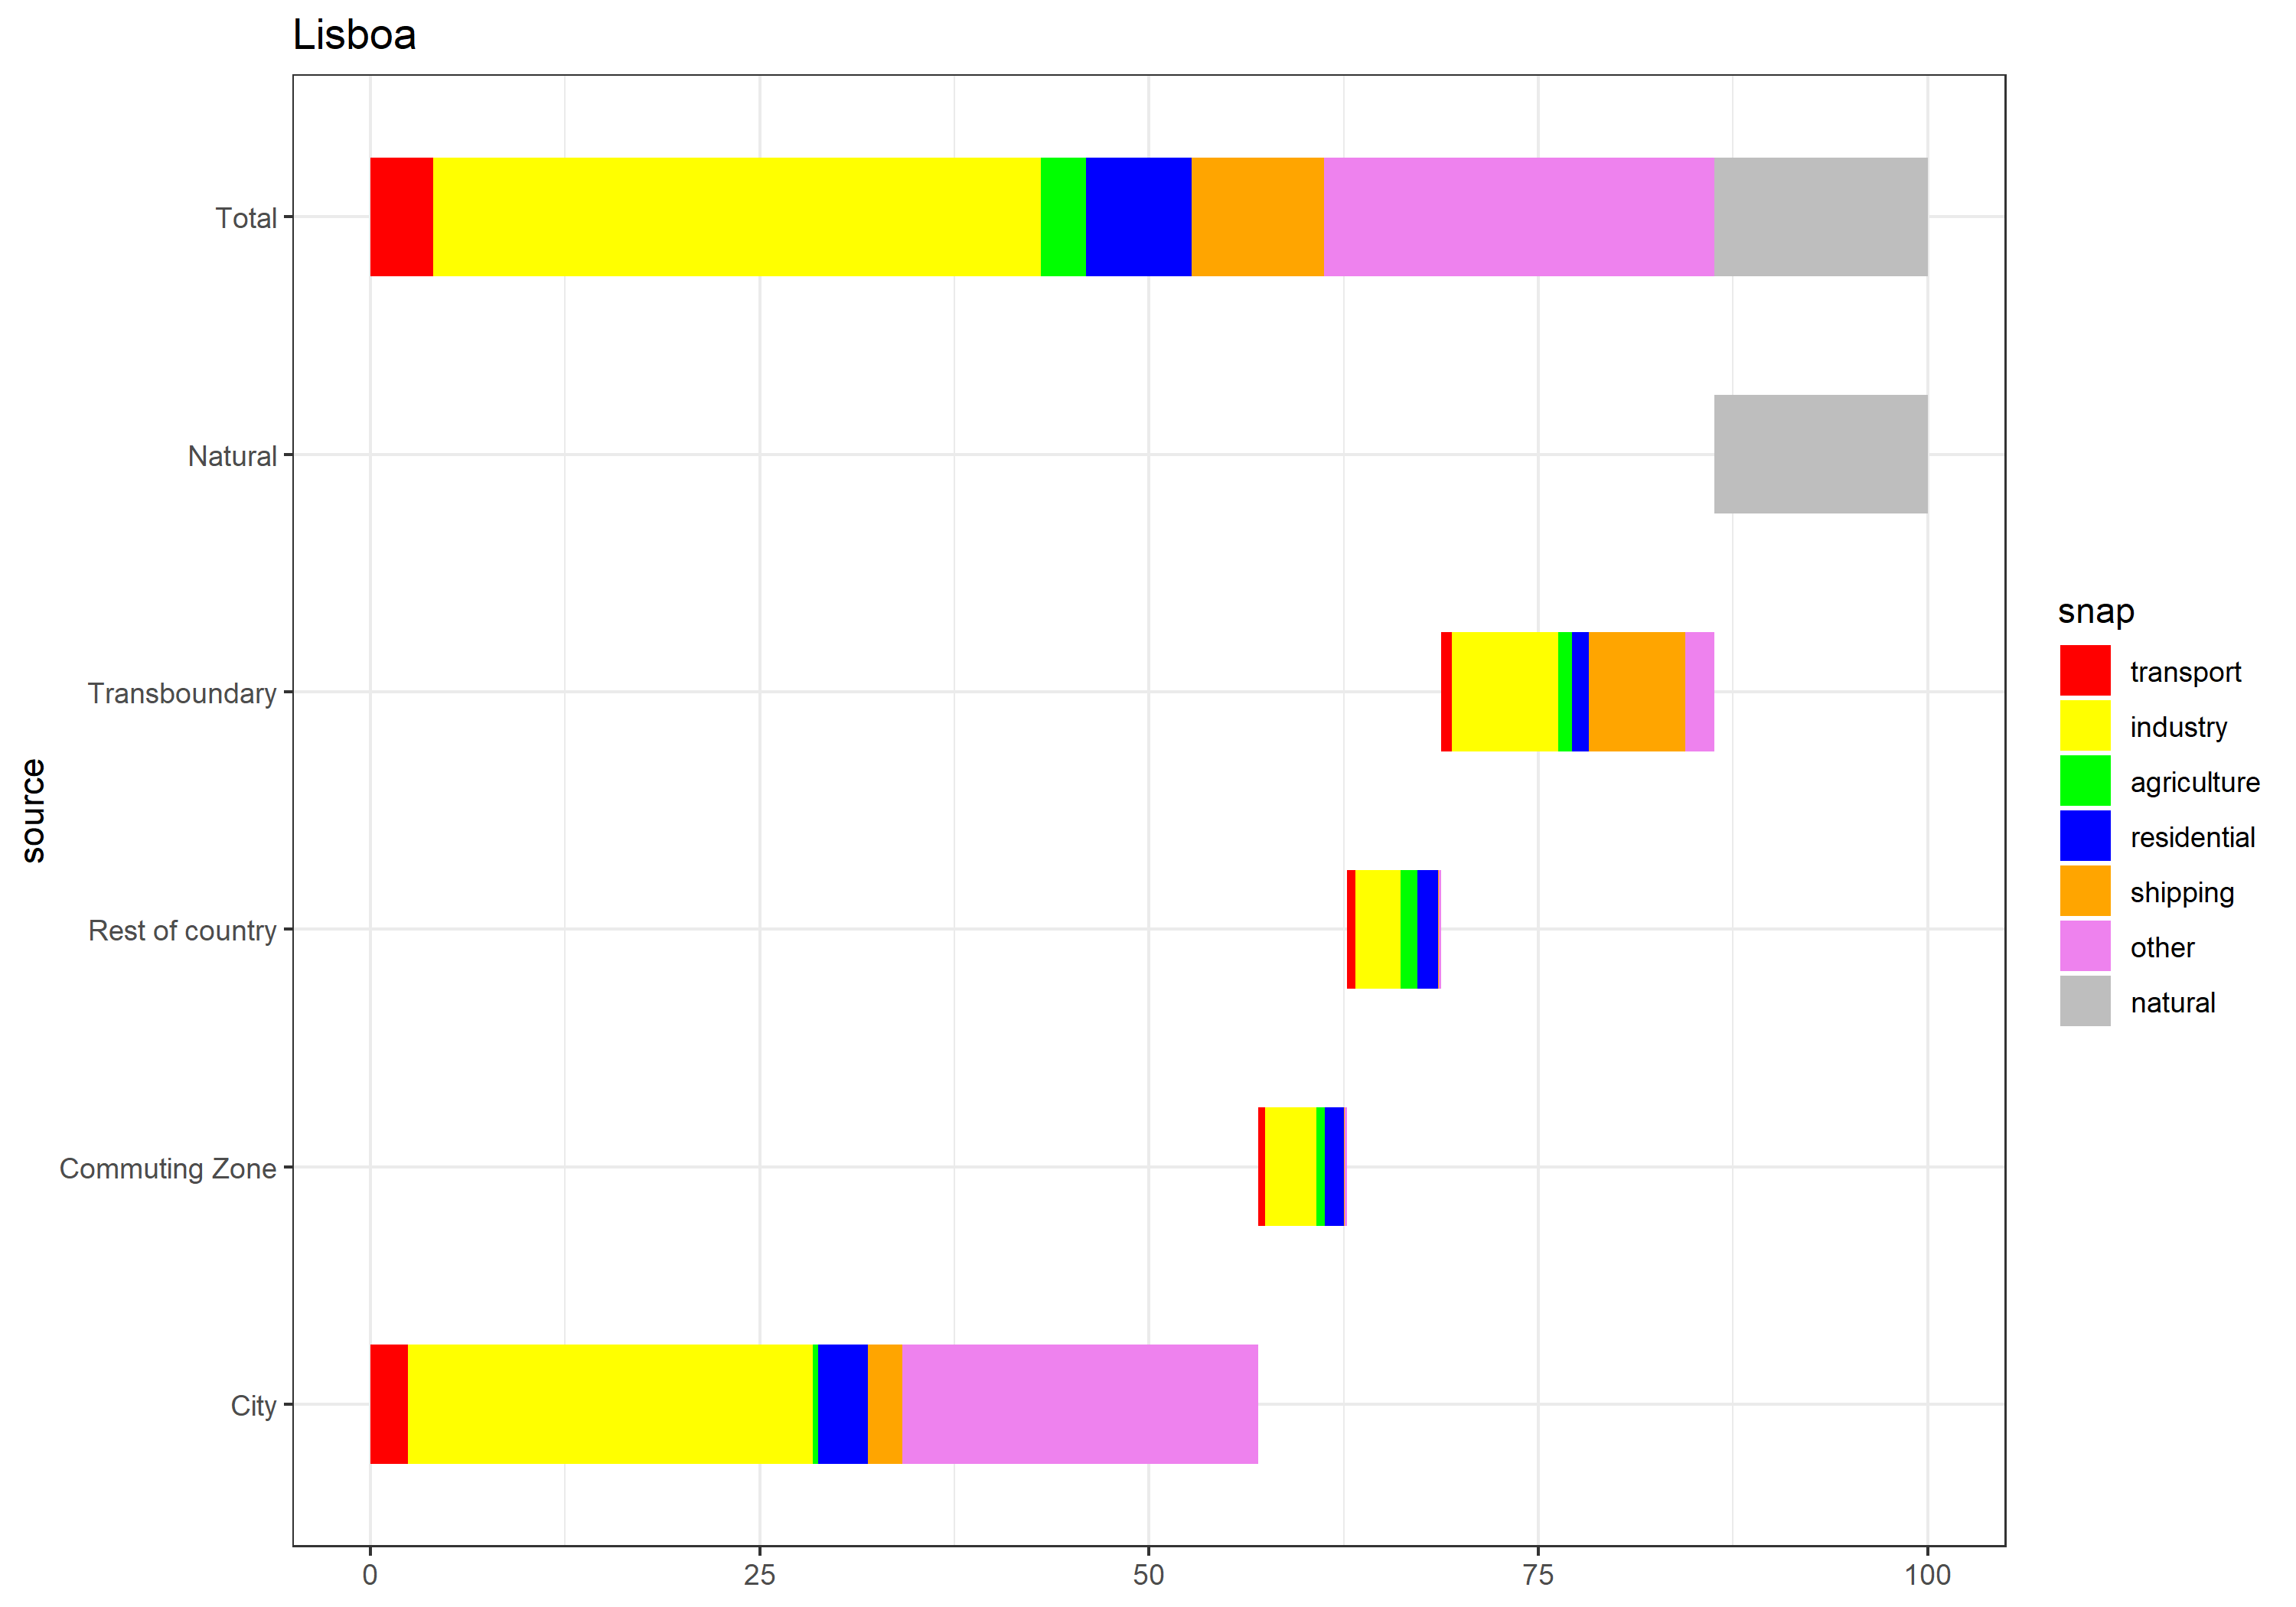 Lisboa
source
Total
Natural
Transboundary
Rest of country
Commuting Zone
City
0 25 50 75 100
snap
transport
industry
agriculture
residential
shipping
other
natural